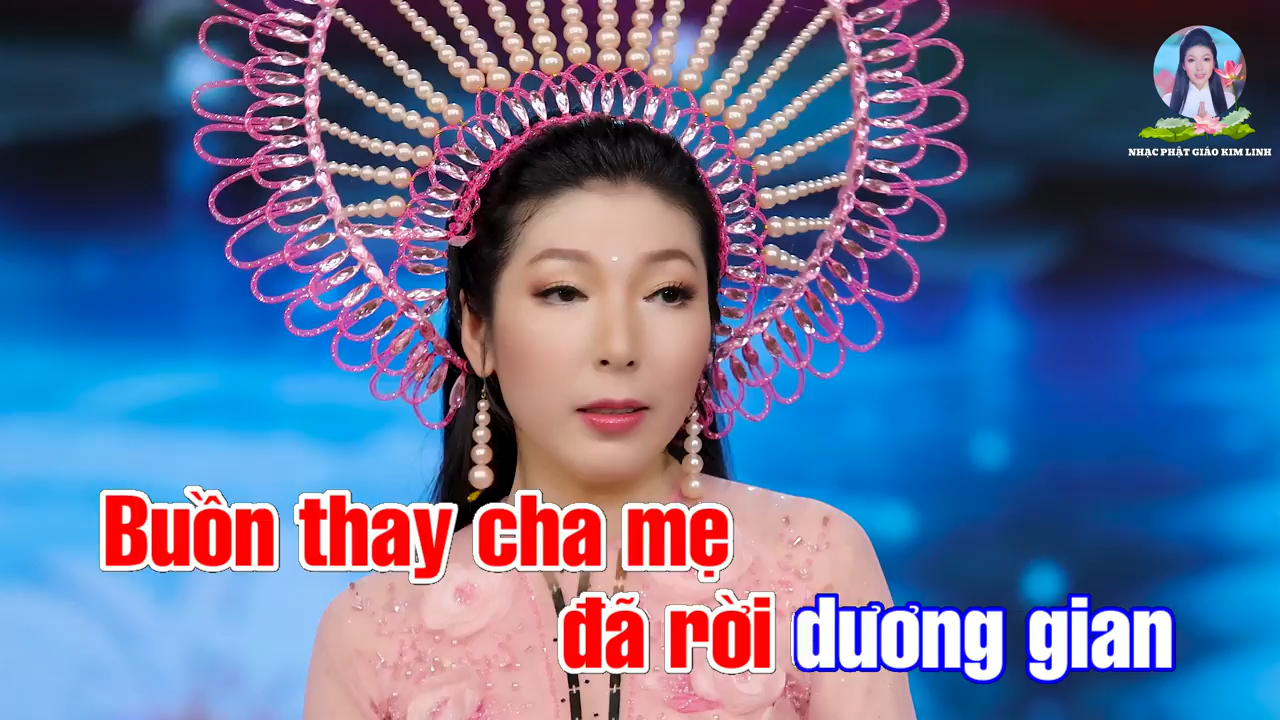 NHẠC PHẬT GIÁO KIM LINH
Buồn thay cha mẹ
đã rời dương gian